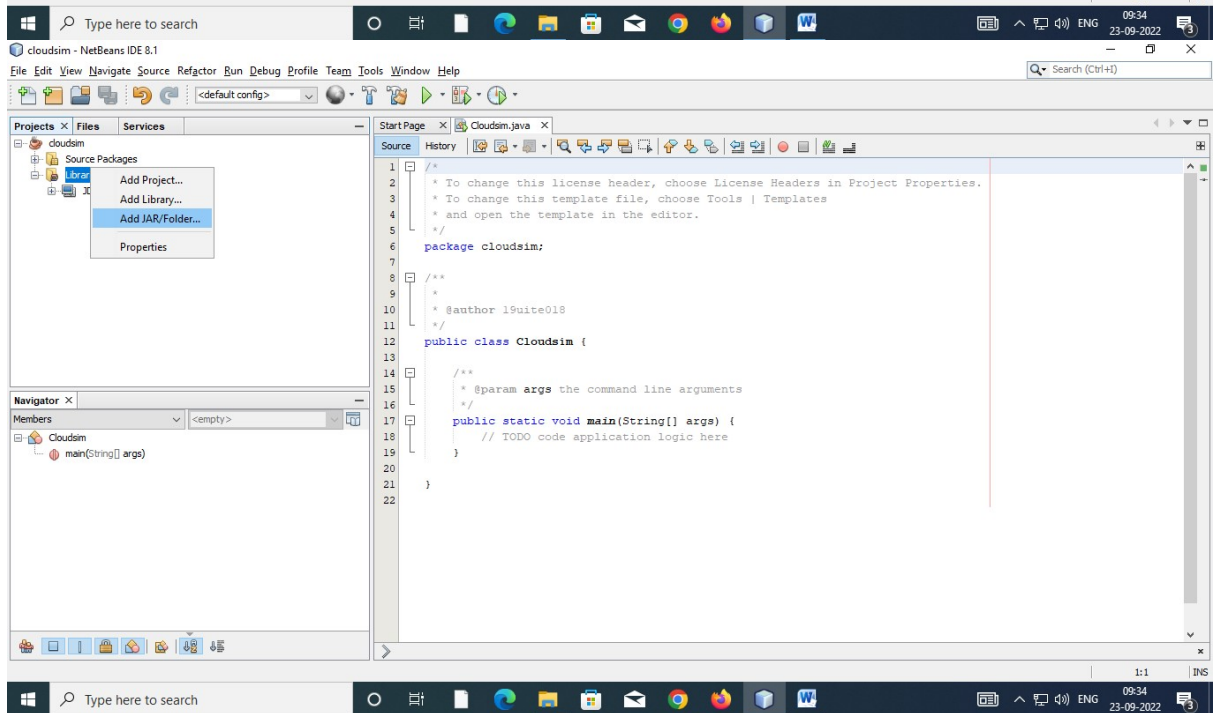 Type here to search
ENG
09:34
23-09-2022
3
cloudsim - NetBeans IDE 8.1
File Edit View Navigate Source Refactor Run Debug Profile Team Tools Window Help
Search (Ctrl+I)
<default config>
Projects Files Services
cloudsim
Source Packages
Librar
Add Project...
Add Library...
Add JAR/Folder...
Properties
Start Page Cloudsim.java
Source History
1 /*
2 * To change this license header, choose License Headers in Project Properties.
3 * To change this template file, choose Tools | Templates
4 * and open the template in the editor.
5 */
6 package cloudsim;
7
8 /**
9 *
10 * @author 19uite018
11 */
12 public class Cloudsim {
13
14 /**
15 * @param args the command line arguments
16 */
17 public static void main(String[] args) {
18 // TODO code application logic here
19 }
20
21 }
22
Navigator
Members <empty>
Cloudsim
main(String[] args)
1:1 INS
Type here to search
ENG
09:34
23-09-2022
3